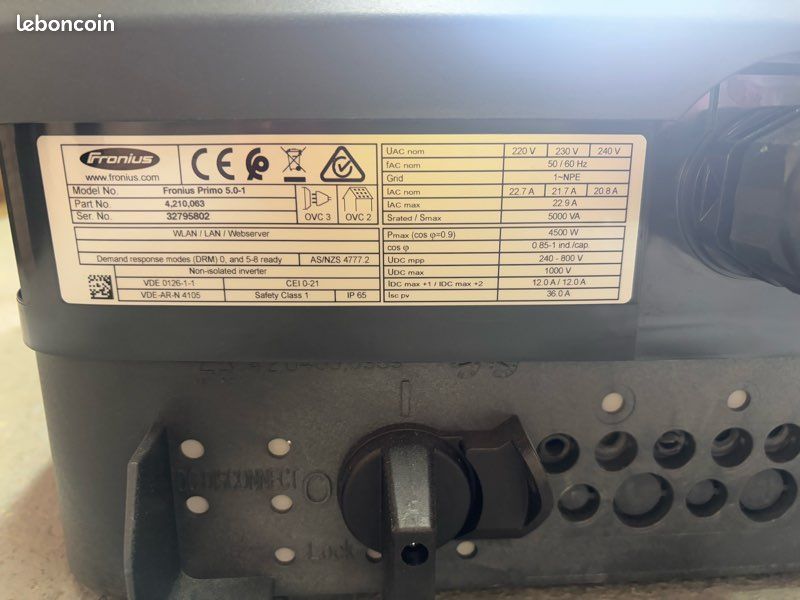 leboncoin
Fronius
www.fronius.com
CE
Model No. Fronius Primo 5.0-1
Part No 4,210,063
Ser. No. 32795802
OVC 3 OVC 2
WLAN / LAN / Webserver
Demand response modes (DRM) 0, and 5-8 ready AS/NZS 4777.2
Non-isolated inverter
VDE 0126-1-1 CEI 0-21
VDE-AR-N 4105 Safety Class 1 IP 65
UAC nom 220 V 230 V 240 V
fAC nom 50 / 60 Hz
Grid 1~NPE
IAC nom 22.7 A 21.7 A 20.8 A
IAC max 22.9 A
Srated / Smax 5000 VA
Pmax (cos φ=0.9) 4500 W
cos φ 0.85-1 ind./cap.
UDC mpp 240 - 800 V
UDC max 1000 V
IDC max +1 / IDC max +2 12.0 A / 12.0 A
Isc pv 36.0 A
I
DC DISCONNECT O
Lock